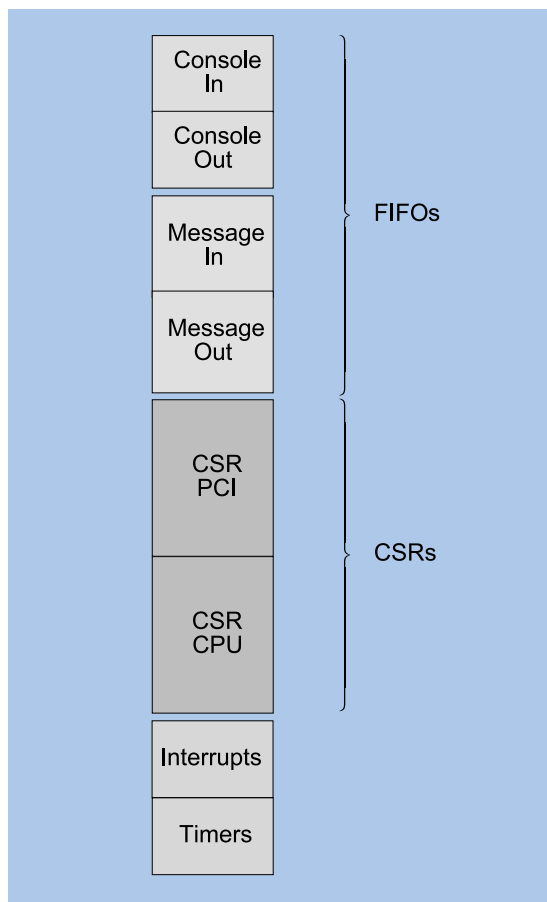 Console
In
Console
Out
FIFOs
Message
In
Message
Out
CSR
PCI
CSRs
CSR
CPU
Interrupts
Timers